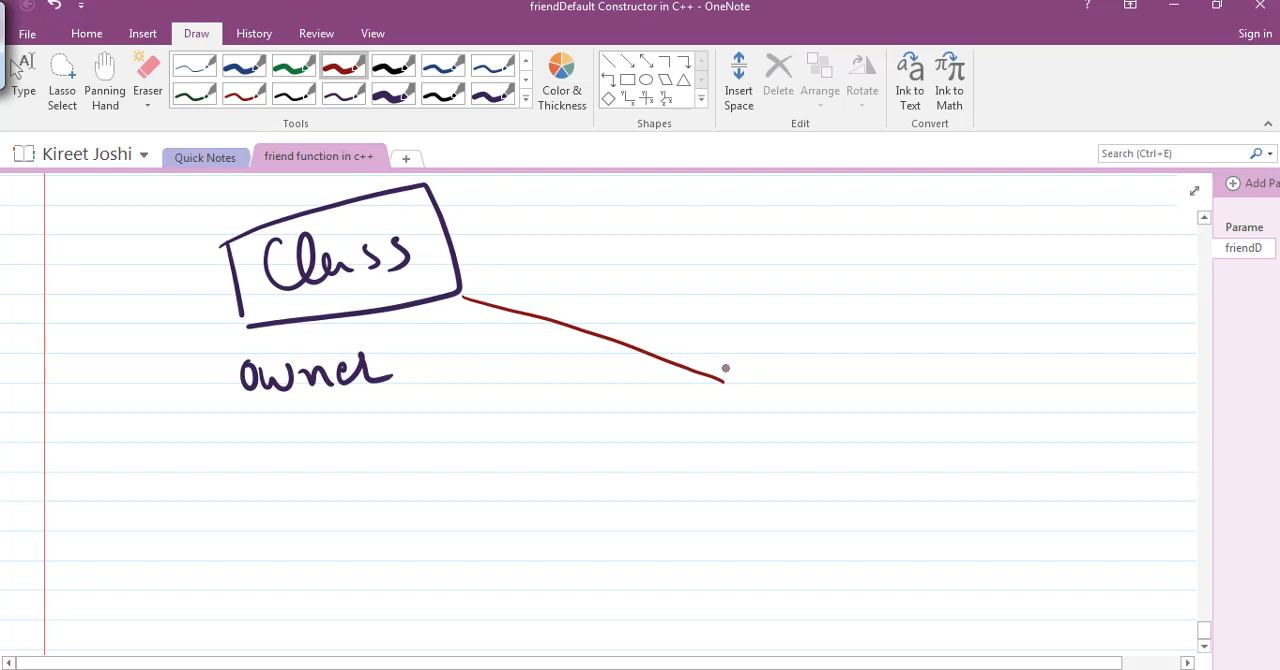 friendDefault Constructor in C++ - OneNote
?
File Home Insert Draw History Review View Sign in
Type Lasso Select Panning Hand Eraser Color & Thickness Insert Space Delete Arrange Rotate Ink to Text Ink to Math
Tools Shapes Edit Convert
Kireet Joshi Quick Notes friend function in c++ + Search (Ctrl+E)
Add Pa
Parame
friendD
Class
owner